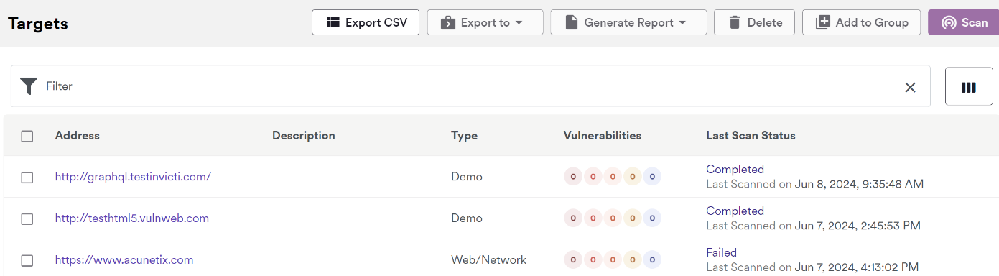 Targets
Export CSV
Export to
Generate Report
Delete
Add to Group
Scan
Filter
Address Description Type Vulnerabilities Last Scan Status
http://graphql.testinvicti.com/ Demo 0 0 0 0 0 Completed
Last Scanned on Jun 8, 2024, 9:35:48 AM
http://testhtml5.vulnweb.com Demo 0 0 0 0 0 Completed
Last Scanned on Jun 7, 2024, 2:45:53 PM
https://www.acunetix.com Web/Network 0 0 0 0 0 Failed
Last Scanned on Jun 7, 2024, 4:13:02 PM